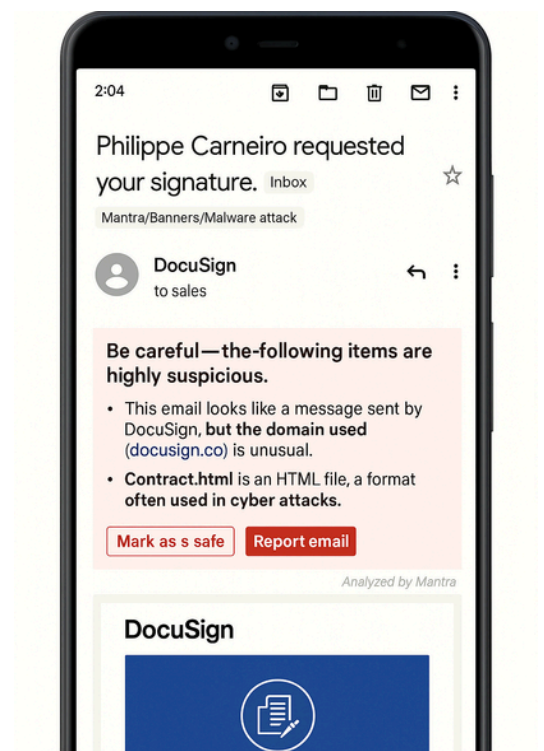 2:04
Philippe Carneiro requested
your signature. Inbox
Mantra/Banners/Malware attack
DocuSign
to sales
Be careful—the-following items are
highly suspicious.
• This email looks like a message sent by
DocuSign, but the domain used
(docusign.co) is unusual.
• Contract.html is an HTML file, a format
often used in cyber attacks.
Mark as s safe Report email
Analyzed by Mantra
DocuSign